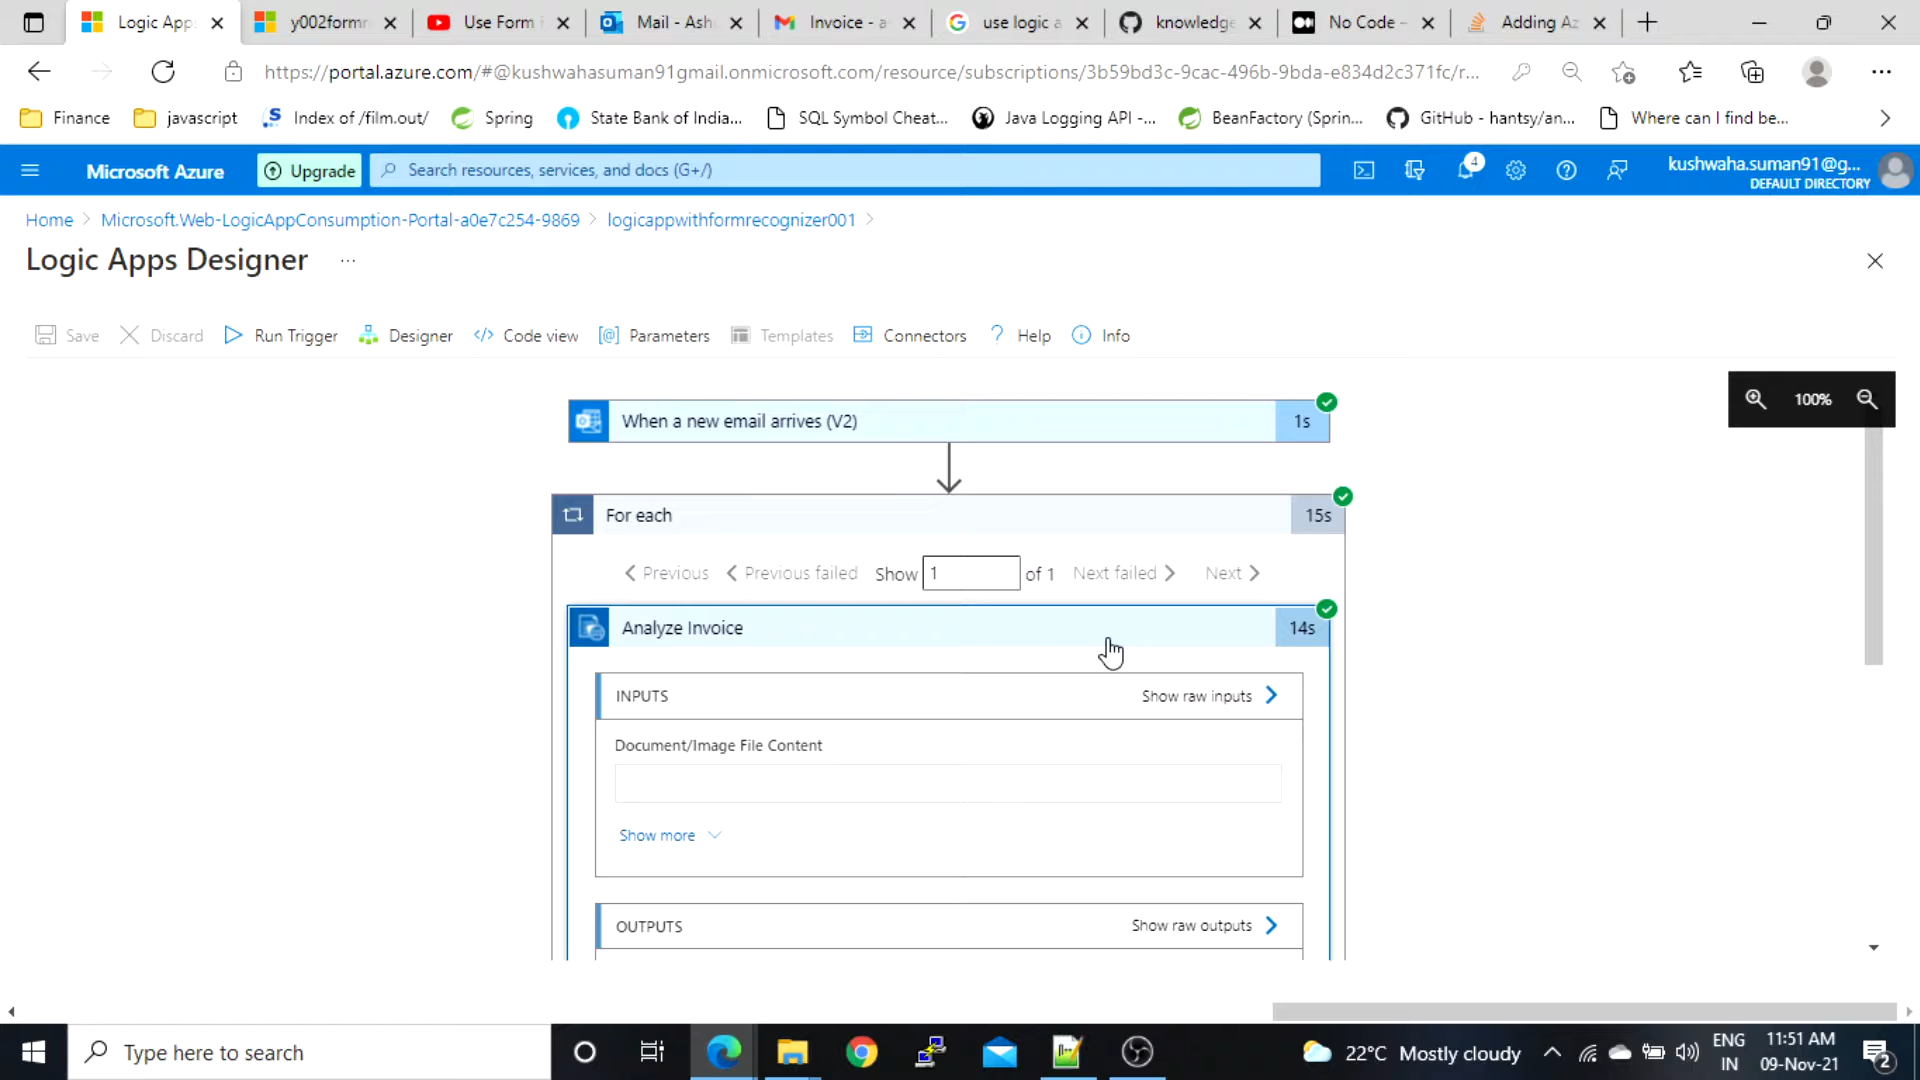 Logic App:
y002formr
Use Form i
Mail - Ash
Invoice - a
use logic a
knowledge
No Code -
Adding Az
https://portal.azure.com/#@kushwahasuman91gmail.onmicrosoft.com/resource/subscriptions/3b59bd3c-9cac-496b-9bda-e834d2c371fc/r...
Finance
javascript
Index of /film.out/
Spring
State Bank of India...
SQL Symbol Cheat...
Java Logging API -...
BeanFactory (Sprin...
GitHub - hantsy/an...
Where can I find be...
Microsoft Azure
Upgrade
Search resources, services, and docs (G+/)
4
kushwaha.suman91@g...
DEFAULT DIRECTORY
Home > Microsoft.Web-LogicAppConsumption-Portal-a0e7c254-9869 > logicappwithformrecognizer001 >
Logic Apps Designer ...
Save
Discard
Run Trigger
Designer
Code view
Parameters
Templates
Connectors
Help
Info
100%
When a new email arrives (V2)
1s
For each
15s
Previous
Previous failed
Show 1 of 1
Next failed
Next
Analyze Invoice
14s
INPUTS
Show raw inputs
Document/Image File Content
Show more
OUTPUTS
Show raw outputs
Type here to search
22°C Mostly cloudy
ENG
IN
11:51 AM
09-Nov-21
2